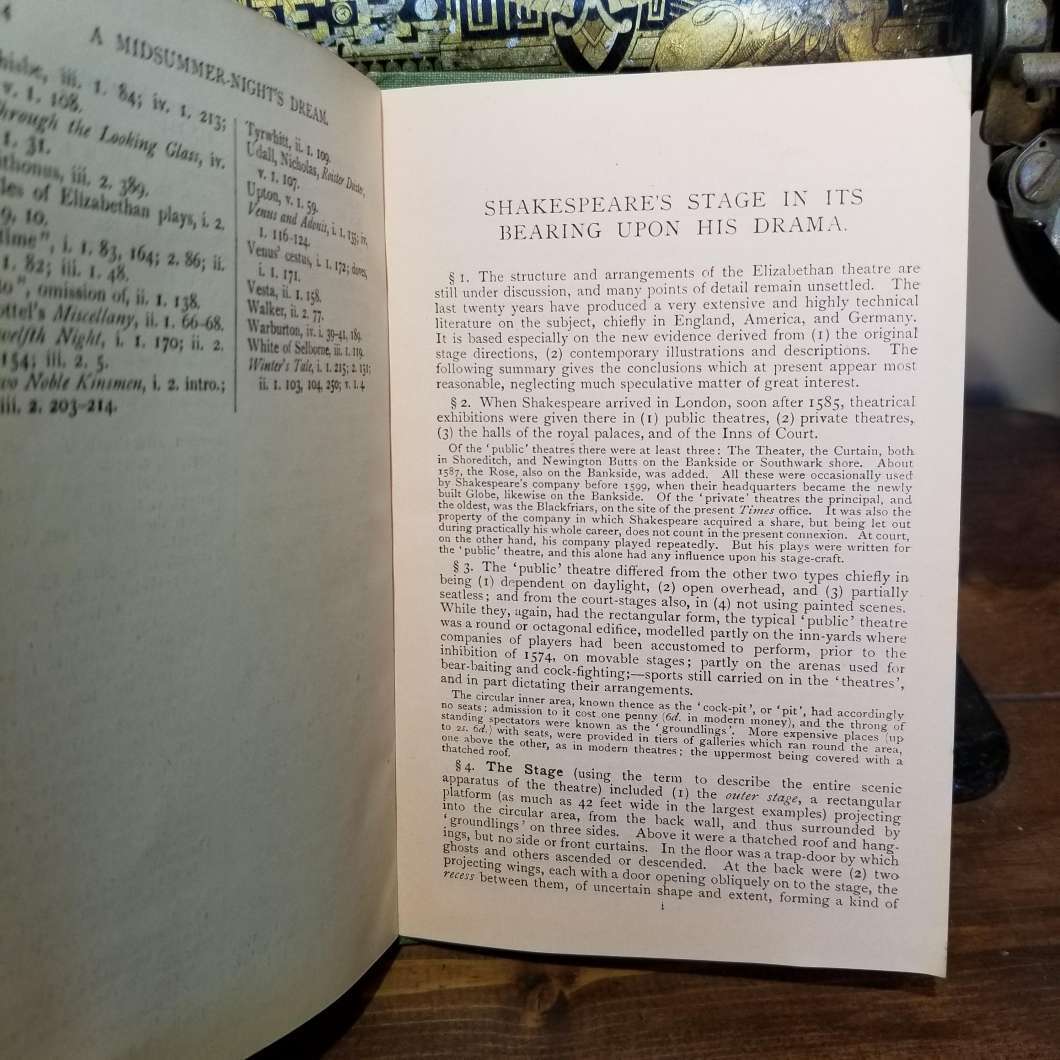 4
A MIDSUMMER-NIGHT'S DREAM.
iii. 1. 84; iv. 1. 213;
v. 1. 108.
through the Looking Glass, iv.
1. 31.
iii. 2. 389.
of Elizabethan plays, i. 2.
9, 10.
time", i. 1. 83, 164; 2. 86; ii.
1. 82; iii. 1. 48.
omission of, ii. 1. 138.
Miscellany, ii. 1. 66-68.
Night, i. 1. 170; ii. 2.
154; iii. 2. 5.
Noble Kinsmen, i. 2. intro.;
iii. 2. 203-214.
Tyrwhitt, ii. 1. 109.
Udall, Nicholas, Roister Doister,
v. 1. 107.
Upton, v. 1. 59.
Venus and Adonis, i. 1. 155; iv.
1. 116-124.
Venus' cestus, i. 1. 172; doves,
i. 1. 171.
Vesta, ii. 1. 158.
Walker, ii. 2. 77.
Warburton, iv. i. 39-41, 189.
White of Selborne, iii. 1. 119.
Winter's Tale, i. 1. 215; 2. 131;
ii. 1. 103, 104, 250; v. 1. 4
SHAKESPEARE'S STAGE IN ITS
BEARING UPON HIS DRAMA.
§ 1. The structure and arrangements of the Elizabethan theatre are
still under discussion, and many points of detail remain unsettled. The
last twenty years have produced a very extensive and highly technical
literature on the subject, chiefly in England, America, and Germany.
It is based especially on the new evidence derived from (1) the original
stage directions, (2) contemporary illustrations and descriptions. The
following summary gives the conclusions which at present appear most
reasonable, neglecting much speculative matter of great interest.
§ 2. When Shakespeare arrived in London, soon after 1585, theatrical
exhibitions were given there in (1) public theatres, (2) private theatres,
(3) the halls of the royal palaces, and of the Inns of Court.
Of the 'public' theatres there were at least three: The Theater, the Curtain, both
in Shoreditch, and Newington Butts on the Bankside or Southwark shore. About
1587, the Rose, also on the Bankside, was added. All these were occasionally used
by Shakespeare's company before 1599, when their headquarters became the newly
built Globe, likewise on the Bankside. Of the 'private' theatres the principal, and
the oldest, was the Blackfriars, on the site of the present Times office. It was also the
property of the company in which Shakespeare acquired a share, but being let out
during practically his whole career, does not count in the present connexion. At court,
on the other hand, his company played repeatedly. But his plays were written for
the 'public' theatre, and this alone had any influence upon his stage-craft.
§ 3. The 'public' theatre differed from the other two types chiefly in
being (1) dependent on daylight, (2) open overhead, and (3) partially
seatless; and from the court-stages also, in (4) not using painted scenes.
While they, again, had the rectangular form, the typical 'public' theatre
was a round or octagonal edifice, modelled partly on the inn-yards where
companies of players had been accustomed to perform, prior to the
inhibition of 1574, on movable stages; partly on the arenas used for
bear-baiting and cock-fighting;—sports still carried on in the 'theatres',
and in part dictating their arrangements.
The circular inner area, known thence as the 'cock-pit', or 'pit', had accordingly
no seats; admission to it cost one penny (6d. in modern money), and the throng of
standing spectators were known as the 'groundlings'. More expensive places (up
to 2s. 6d.) with seats, were provided in tiers of galleries which ran round the area,
one above the other, as in modern theatres; the uppermost being covered with a
thatched roof.
§ 4. The Stage (using the term to describe the entire scenic
apparatus of the theatre) included (1) the outer stage, a rectangular
platform (as much as 42 feet wide in the largest examples) projecting
into the circular area, from the back wall, and thus surrounded by
'groundlings' on three sides. Above it were a thatched roof and hang-
ings, but no side or front curtains. In the floor was a trap-door by which
ghosts and others ascended or descended. At the back were (2) two
projecting wings, each with a door opening obliquely on to the stage, the
recess between them, of uncertain shape and extent, forming a kind of
i